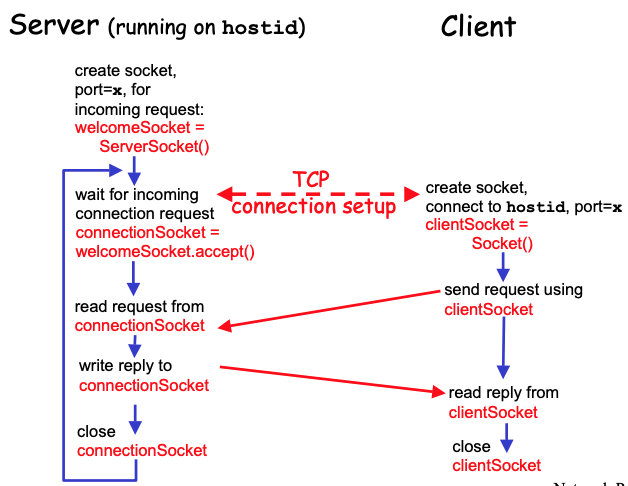 Server (running on hostid)
Client
create socket,
port=x, for
incoming request:
welcomeSocket =
ServerSocket()
TCP
connection setup
wait for incoming
connection request
connectionSocket =
welcomeSocket.accept()
create socket,
connect to hostid, port=x
clientSocket =
Socket()
read request from
connectionSocket
send request using
clientSocket
write reply to
connectionSocket
read reply from
clientSocket
close
connectionSocket
close
clientSocket